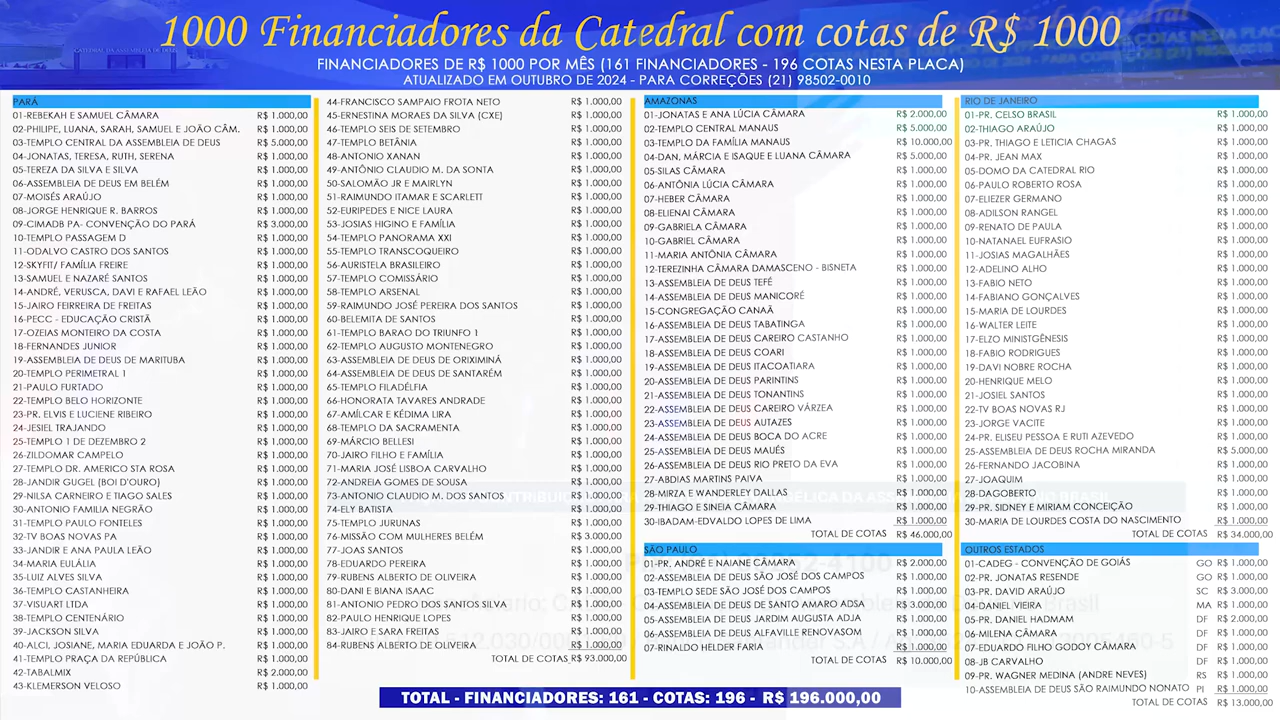 1000 Financiadores da Catedral com cotas de R$ 1000
FINANCIADORES DE R$ 1000 POR MÊS (161 FINANCIADORES - 196 COTAS NESTA PLACA)
ATUALIZADO EM OUTUBRO DE 2024 - PARA CORREÇÕES (21) 98502-0010
PARÁ
01-REBEKAH E SAMUEL CÂMARA R$ 1.000,00
02-PHILIPE, LUANA, SARAH, SAMUEL E JOÃO CÂM. R$ 1.000,00
03-TEMPLO CENTRAL DA ASSEMBLEIA DE DEUS R$ 5.000,00
04-JONATAS, TERESA, RUTH, SERENA R$ 1.000,00
05-TEREZA DA SILVA E SILVA R$ 1.000,00
06-ASSEMBLEIA DE DEUS EM BELÉM R$ 1.000,00
07-MOISÉS ARAÚJO R$ 1.000,00
08-JORGE HENRIQUE R. BARROS R$ 1.000,00
09-CIMADB PA- CONVENÇÃO DO PARÁ R$ 3.000,00
10-TEMPLO PASSAGEM D R$ 1.000,00
11-ODALVO CASTRO DOS SANTOS R$ 1.000,00
12-SKYFIT/ FAMÍLIA FREIRE R$ 1.000,00
13-SAMUEL E NAZARÉ SANTOS R$ 1.000,00
14-ANDRÉ, VERUSCA, DAVI E RAFAEL LEÃO R$ 1.000,00
15-JAIRO FEIRREIRA DE FREITAS R$ 1.000,00
16-PECC - EDUCAÇÃO CRISTÃ R$ 1.000,00
17-OZEIAS MONTEIRO DA COSTA R$ 1.000,00
18-FERNANDES JUNIOR R$ 1.000,00
19-ASSEMBLEIA DE DEUS DE MARITUBA R$ 1.000,00
20-TEMPLO PERIMETRAL 1 R$ 1.000,00
21-PAULO FURTADO R$ 1.000,00
22-TEMPLO BELO HORIZONTE R$ 1.000,00
23-PR. ELVIS E LUCIENE RIBEIRO R$ 1.000,00
24-JESIEL TRAJANDO R$ 1.000,00
25-TEMPLO 1 DE DEZEMBRO 2 R$ 1.000,00
26-ZILDOMAR CAMPELO R$ 1.000,00
27-TEMPLO DR. AMERICO STA ROSA R$ 1.000,00
28-JANDIR GUGEL (BOI D'OURO) R$ 1.000,00
29-NILSA CARNEIRO E TIAGO SALES R$ 1.000,00
30-ANTONIO FAMILIA NEGRÃO R$ 1.000,00
31-TEMPLO PAULO FONTELES R$ 1.000,00
32-TV BOAS NOVAS PA R$ 1.000,00
33-JANDIR E ANA PAULA LEÃO R$ 1.000,00
34-MARIA EULÁLIA R$ 1.000,00
35-LUIZ ALVES SILVA R$ 1.000,00
36-TEMPLO CASTANHEIRA R$ 1.000,00
37-VISUART LTDA R$ 1.000,00
38-TEMPLO CENTENÁRIO R$ 1.000,00
39-JACKSON SILVA R$ 1.000,00
40-ALCI, JOSIANE, MARIA EDUARDA E JOÃO P. R$ 1.000,00
41-TEMPLO PRAÇA DA REPÚBLICA R$ 1.000,00
42-TABALMIX R$ 2.000,00
43-KLEMERSON VELOSO R$ 1.000,00
44-FRANCISCO SAMPAIO FROTA NETO R$ 1.000,00
45-ERNESTINA MORAES DA SILVA (CXE) R$ 1.000,00
46-TEMPLO SEIS DE SETEMBRO R$ 1.000,00
47-TEMPLO BETÂNIA R$ 1.000,00
48-ANTONIO XANAN R$ 1.000,00
49-ANTÔNIO CLAUDIO M. DA SONTA R$ 1.000,00
50-SALOMÃO JR E MAIRLYN R$ 1.000,00
51-RAIMUNDO ITAMAR E SCARLETT R$ 1.000,00
52-EURIPEDES E NICE LAURA R$ 1.000,00
53-JOSIAS HIGINO E FAMÍLIA R$ 1.000,00
54-TEMPLO PANORAMA XXI R$ 1.000,00
55-TEMPLO TRANSCOQUEIRO R$ 1.000,00
56-AURISTELA BRASILEIRO R$ 1.000,00
57-TEMPLO COMISSÁRIO R$ 1.000,00
58-TEMPLO ARSENAL R$ 1.000,00
59-RAIMUNDO JOSÉ PEREIRA DOS SANTOS R$ 1.000,00
60-BELEMITA DE SANTOS R$ 1.000,00
61-TEMPLO BARAO DO TRIUNFO 1 R$ 1.000,00
62-TEMPLO AUGUSTO MONTENEGRO R$ 1.000,00
63-ASSEMBLEIA DE DEUS DE ORIXIMINÁ R$ 1.000,00
64-ASSEMBLEIA DE DEUS DE SANTARÉM R$ 1.000,00
65-TEMPLO FILADÉLFIA R$ 1.000,00
66-HONORATA TAVARES ANDRADE R$ 1.000,00
67-AMÍLCAR E KÉDIMA LIRA R$ 1.000,00
68-TEMPLO DA SACRAMENTA R$ 1.000,00
69-MÁRCIO BELLESI R$ 1.000,00
70-JAIRO FILHO E FAMÍLIA R$ 1.000,00
71-MARIA JOSÉ LISBOA CARVALHO R$ 1.000,00
72-ANDREIA GOMES DE SOUSA R$ 1.000,00
73-ANTONIO CLAUDIO M. DOS SANTOS R$ 1.000,00
74-ELY BATISTA R$ 1.000,00
75-TEMPLO JURUNAS R$ 1.000,00
76-MISSÃO COM MULHERES BELÉM R$ 3.000,00
77-JOAS SANTOS R$ 1.000,00
78-EDUARDO PEREIRA R$ 1.000,00
79-RUBENS ALBERTO DE OLIVEIRA R$ 1.000,00
80-DANI E BIANA ISAAC R$ 1.000,00
81-ANTONIO PEDRO DOS SANTOS SILVA R$ 1.000,00
82-PAULO HENRIQUE LOPES R$ 1.000,00
83-JAIRO E SARA FREITAS R$ 1.000,00
84-RUBENS ALBERTO DE OLIVEIRA R$ 1.000,00
TOTAL DE COTAS R$ 93.000,00
AMAZONAS
01-JONATAS E ANA LÚCIA CÂMARA R$ 2.000,00
02-TEMPLO CENTRAL MANAUS R$ 5.000,00
03-TEMPLO DA FAMÍLIA MANAUS R$ 10.000,00
04-DAN, MÁRCIA E ISAQUE E LUANA CÂMARA R$ 5.000,00
05-SILAS CÂMARA R$ 1.000,00
06-ANTÔNIA LÚCIA CÂMARA R$ 1.000,00
07-HEBER CÂMARA R$ 1.000,00
08-ELIENAI CÂMARA R$ 1.000,00
09-GABRIELA CÂMARA R$ 1.000,00
10-GABRIEL CÂMARA R$ 1.000,00
11-MARIA ANTÔNIA CÂMARA R$ 1.000,00
12-TEREZINHA CÂMARA DAMASCENO - BISNETA R$ 1.000,00
13-ASSEMBLEIA DE DEUS TEFÉ R$ 1.000,00
14-ASSEMBLEIA DE DEUS MANICORÉ R$ 1.000,00
15-CONGREGAÇÃO CANAÃ R$ 1.000,00
16-ASSEMBLEIA DE DEUS TABATINGA R$ 1.000,00
17-ASSEMBLEIA DE DEUS CAREIRO CASTANHO R$ 1.000,00
18-ASSEMBLEIA DE DEUS COARI R$ 1.000,00
19-ASSEMBLEIA DE DEUS ITACOATIARA R$ 1.000,00
20-ASSEMBLEIA DE DEUS PARINTINS R$ 1.000,00
21-ASSEMBLEIA DE DEUS TONANTINS R$ 1.000,00
22-ASSEMBLEIA DE DEUS CAREIRO VÁRZEA R$ 1.000,00
23-ASSEMBLEIA DE DEUS AUTAZES R$ 1.000,00
24-ASSEMBLEIA DE DEUS BOCA DO ACRE R$ 1.000,00
25-ASSEMBLEIA DE DEUS MAUÉS R$ 1.000,00
26-ASSEMBLEIA DE DEUS RIO PRETO DA EVA R$ 1.000,00
27-ABDIAS MARTINS PAIVA R$ 1.000,00
28-MIRZA E WANDERLEY DALLAS R$ 1.000,00
29-THIAGO E SINEIA CÂMARA R$ 1.000,00
30-IBADAM-EDVALDO LOPES DE LIMA R$ 1.000,00
TOTAL DE COTAS R$ 46.000,00
SÃO PAULO
01-PR. ANDRÉ E NAIANE CÂMARA R$ 2.000,00
02-ASSEMBLEIA DE DEUS SÃO JOSÉ DOS CAMPOS R$ 1.000,00
03-TEMPLO SEDE SÃO JOSÉ DOS CAMPOS R$ 1.000,00
04-ASSEMBLEIA DE DEUS DE SANTO AMARO ADSA R$ 3.000,00
05-ASSEMBLEIA DE DEUS JARDIM AUGUSTA ADJA R$ 1.000,00
06-ASSEMBLEIA DE DEUS ALFAVILLE RENOVASOM R$ 1.000,00
07-RINALDO HELDER FARIA R$ 1.000,00
TOTAL DE COTAS R$ 10.000,00
RIO DE JANEIRO
01-PR. CELSO BRASIL R$ 1.000,00
02-THIAGO ARAÚJO R$ 1.000,00
03-PR. THIAGO E LETICIA CHAGAS R$ 1.000,00
04-PR. JEAN MAX R$ 1.000,00
05-DOMO DA CATEDRAL RIO R$ 1.000,00
06-PAULO ROBERTO ROSA R$ 1.000,00
07-ELIEZER GERMANO R$ 1.000,00
08-ADILSON RANGEL R$ 1.000,00
09-RENATO DE PAULA R$ 1.000,00
10-NATANAEL EUFRASIO R$ 1.000,00
11-JOSIAS MAGALHÃES R$ 1.000,00
12-ADELINO ALHO R$ 1.000,00
13-FABIO NETO R$ 1.000,00
14-FABIANO GONÇALVES R$ 1.000,00
15-MARIA DE LOURDES R$ 1.000,00
16-WALTER LEITE R$ 1.000,00
17-ELZO MINISTGÊNESIS R$ 1.000,00
18-FABIO RODRIGUES R$ 1.000,00
19-DAVI NOBRE ROCHA R$ 1.000,00
20-HENRIQUE MELO R$ 1.000,00
21-JOSIEL SANTOS R$ 1.000,00
22-TV BOAS NOVAS RJ R$ 1.000,00
23-JORGE VACITE R$ 1.000,00
24-PR. ELISEU PESSOA E RUTI AZEVEDO R$ 1.000,00
25-ASSEMBLEIA DE DEUS ROCHA MIRANDA R$ 5.000,00
26-FERNANDO JACOBINA R$ 1.000,00
27-JOAQUIM R$ 1.000,00
28-DAGOBERTO R$ 1.000,00
29-PR. SIDNEY E MIRIAM CONCEIÇÃO R$ 1.000,00
30-MARIA DE LOURDES COSTA DO NASCIMENTO R$ 1.000,00
TOTAL DE COTAS R$ 34.000,00
OUTROS ESTADOS
01-CADEG - CONVENÇÃO DE GOIÁS GO R$ 1.000,00
02-PR. JONATAS RESENDE GO R$ 1.000,00
03-PR. DAVID ARAÚJO SC R$ 3.000,00
04-DANIEL VIEIRA MA R$ 1.000,00
05-PR. DANIEL HADMAM DF R$ 2.000,00
06-MILENA CÂMARA DF R$ 1.000,00
07-EDUARDO FILHO GODOY CÂMARA DF R$ 1.000,00
08-JB CARVALHO DF R$ 1.000,00
09-PR. WAGNER MEDINA (ANDRE NEVES) RS R$ 1.000,00
10-ASSEMBLEIA DE DEUS SÃO RAIMUNDO NONATO PI R$ 1.000,00
TOTAL DE COTAS R$ 13.000,00
TOTAL - FINANCIADORES: 161 - COTAS: 196 - R$ 196.000,00